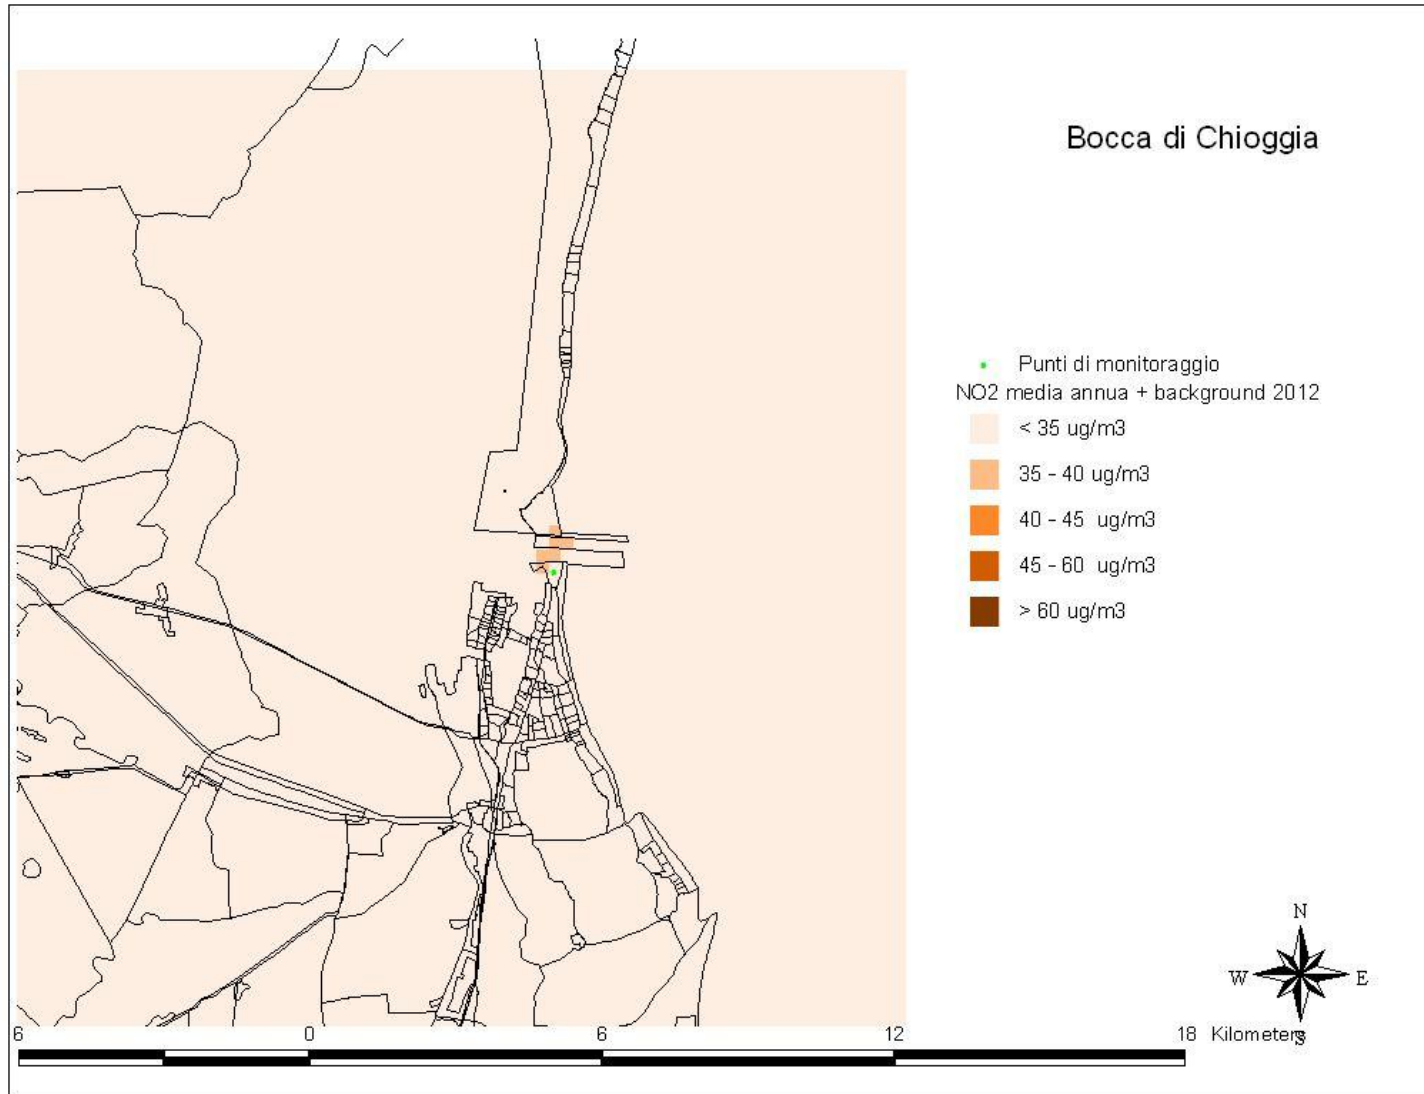 Bocca di Chioggia
Punti di monitoraggio
NO2 media annua + background 2012
< 35 ug/m3
35 - 40 ug/m3
40 - 45 ug/m3
45 - 60 ug/m3
> 60 ug/m3
N
W E
S
6 0 6 12 18 Kilometers